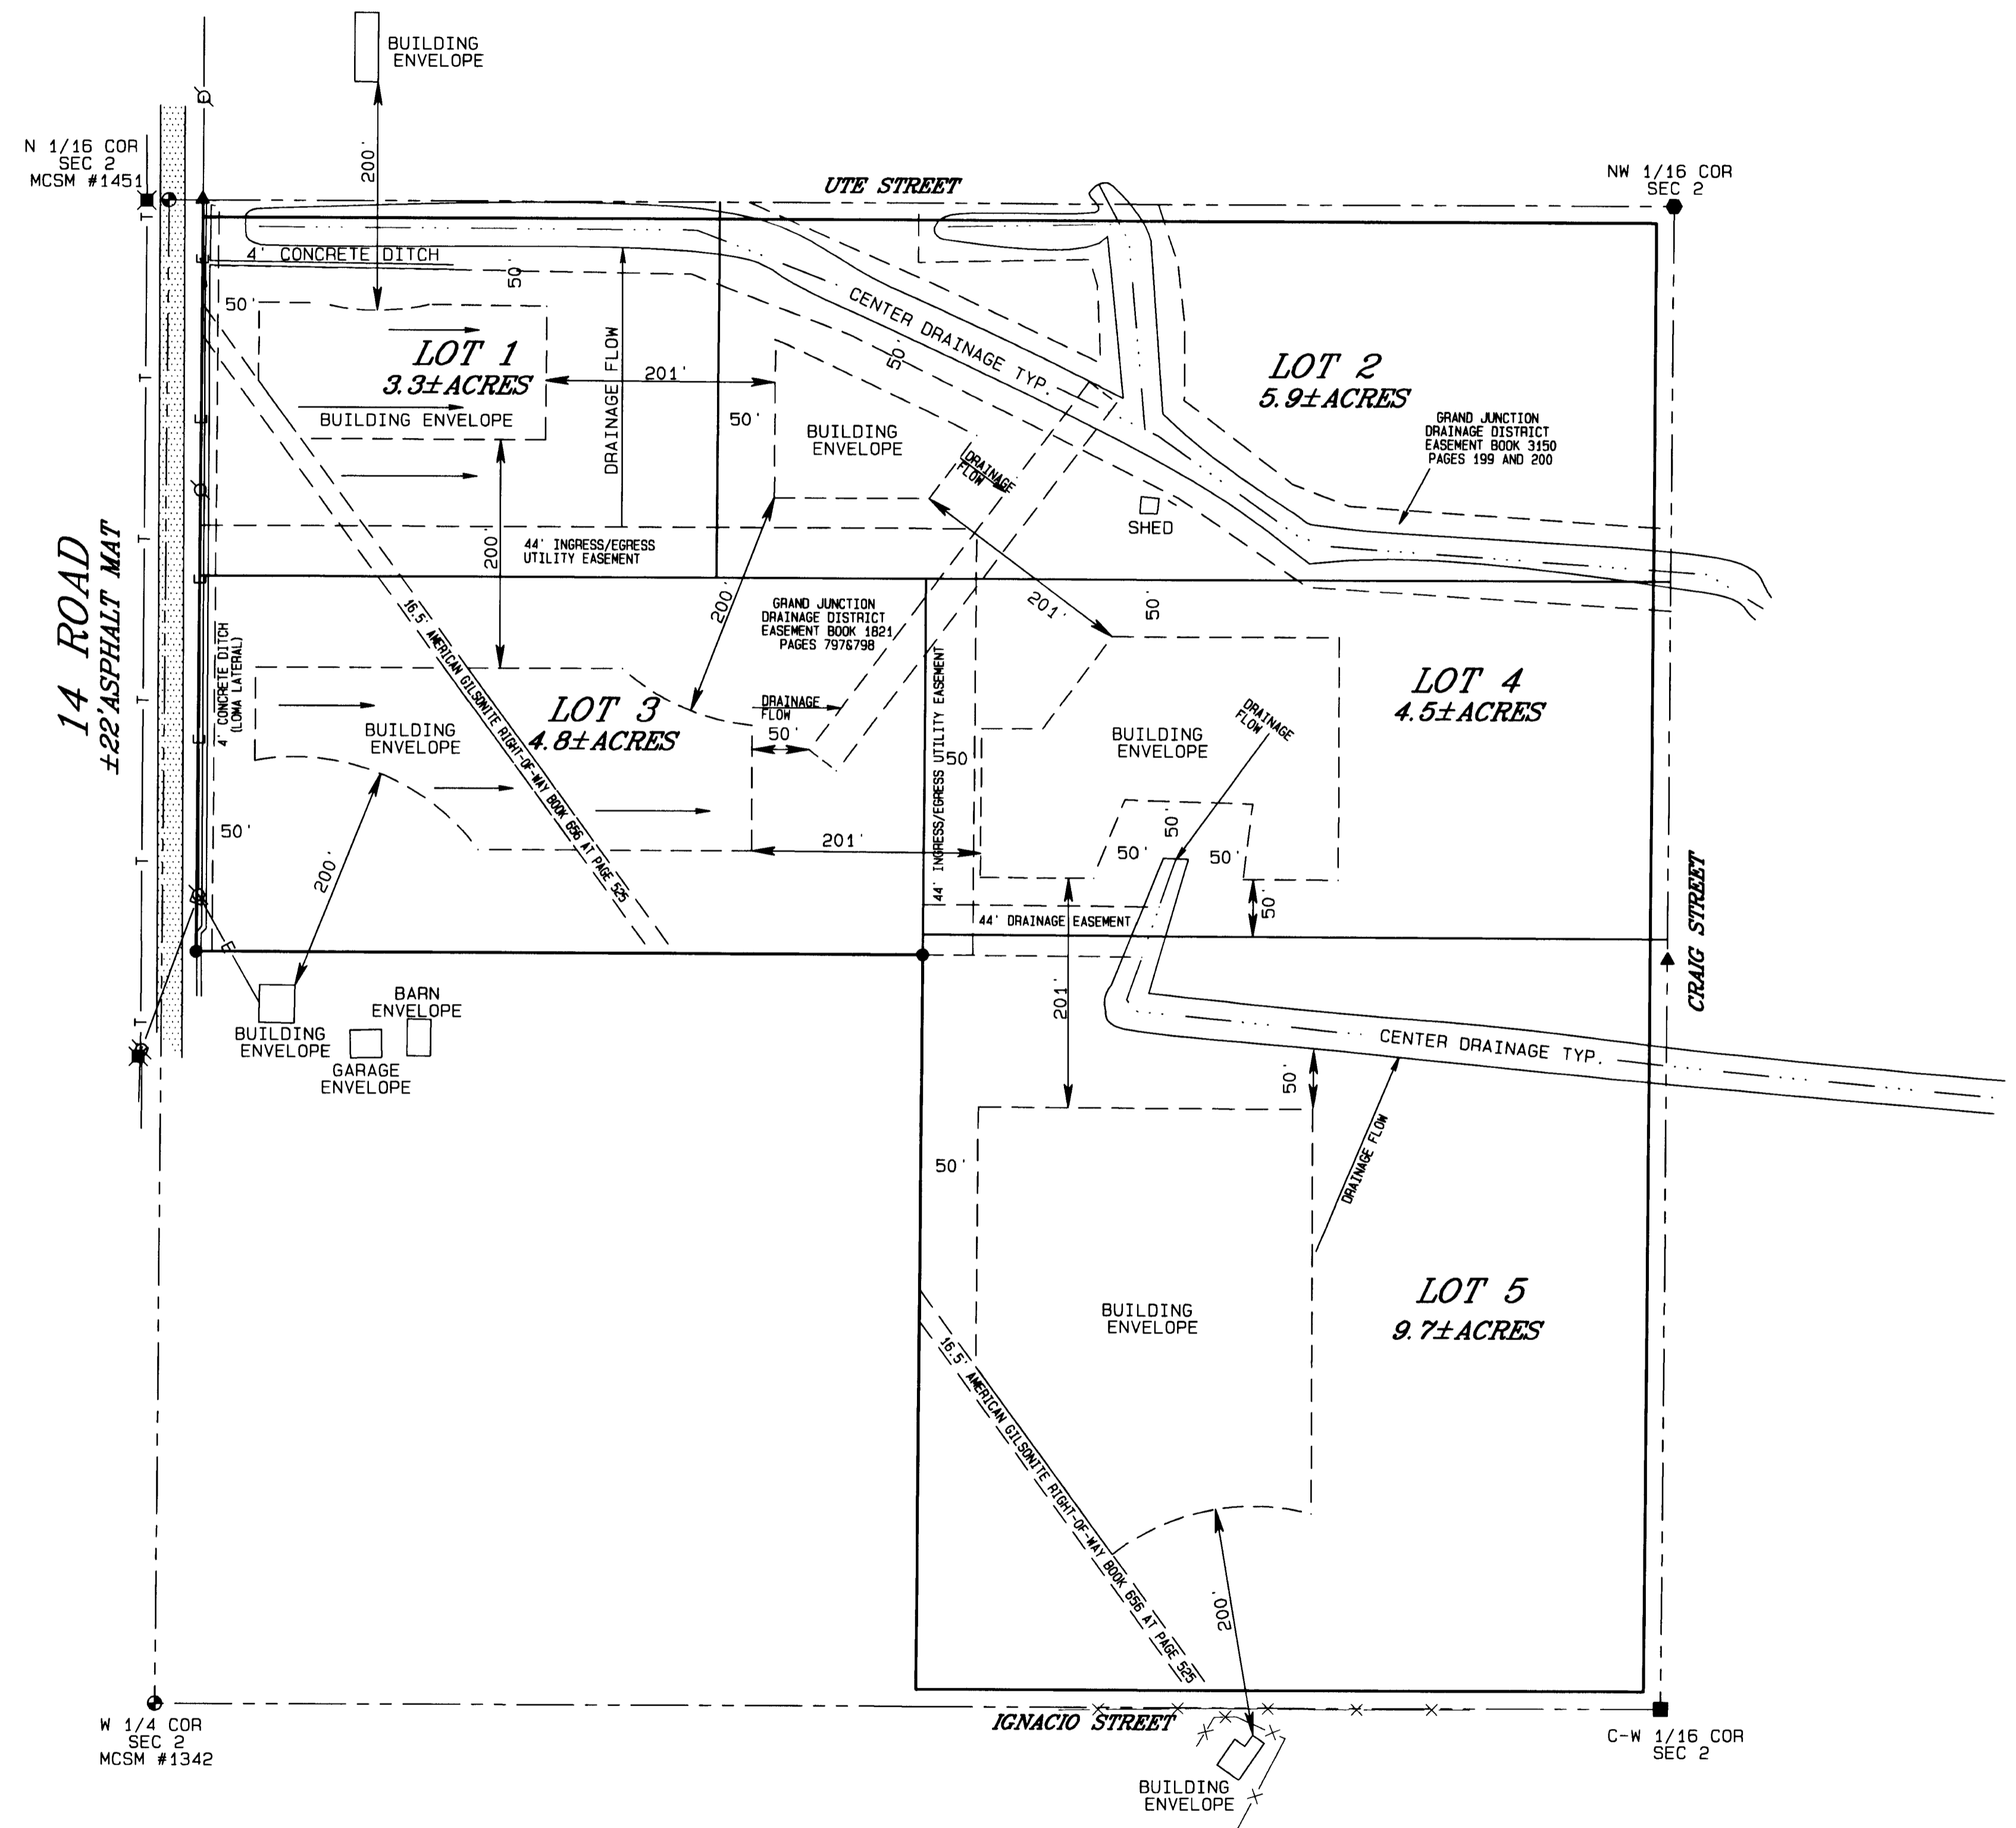 BUILDING
ENVELOPE
200'
N 1/16 COR
SEC 2
MCSM #1451
UTE STREET
NW 1/16 COR
SEC 2
4' CONCRETE DITCH
50'
50'
CENTER DRAINAGE TYP.
50'
LOT 1
3.3± ACRES
BUILDING ENVELOPE
DRAINAGE FLOW
201'
50'
BUILDING
ENVELOPE
DRAINAGE
FLOW
LOT 2
5.9± ACRES
GRAND JUNCTION
DRAINAGE DISTRICT
EASEMENT BOOK 3150
PAGES 199 AND 200
SHED
200'
44' INGRESS/EGRESS
UTILITY EASEMENT
14 ROAD
±22' ASPHALT MAT
T
T
T
T
T
T
E
E
E
E
E
4' CONCRETE DITCH
(LOMA LATERAL)
16.5' AMERICAN GILSONITE RIGHT-OF-WAY BOOK 656 AT PAGE 525
200'
GRAND JUNCTION
DRAINAGE DISTRICT
EASEMENT BOOK 1821
PAGES 797&798
201'
50'
LOT 3
4.8± ACRES
BUILDING
ENVELOPE
DRAINAGE
FLOW
50'
44' INGRESS/EGRESS UTILITY EASEMENT
50'
LOT 4
4.5± ACRES
BUILDING
ENVELOPE
DRAINAGE
FLOW
50'
200'
201'
50'
50'
50'
50'
44' DRAINAGE EASEMENT
CRAIG STREET
BUILDING
ENVELOPE
BARN
ENVELOPE
GARAGE
ENVELOPE
201'
CENTER DRAINAGE TYP.
50'
DRAINAGE FLOW
50'
BUILDING
ENVELOPE
LOT 5
9.7± ACRES
16.5' AMERICAN GILSONITE RIGHT-OF-WAY BOOK 656 AT PAGE 525
200'
W 1/4 COR
SEC 2
MCSM #1342
IGNACIO STREET
C-W 1/16 COR
SEC 2
BUILDING
ENVELOPE